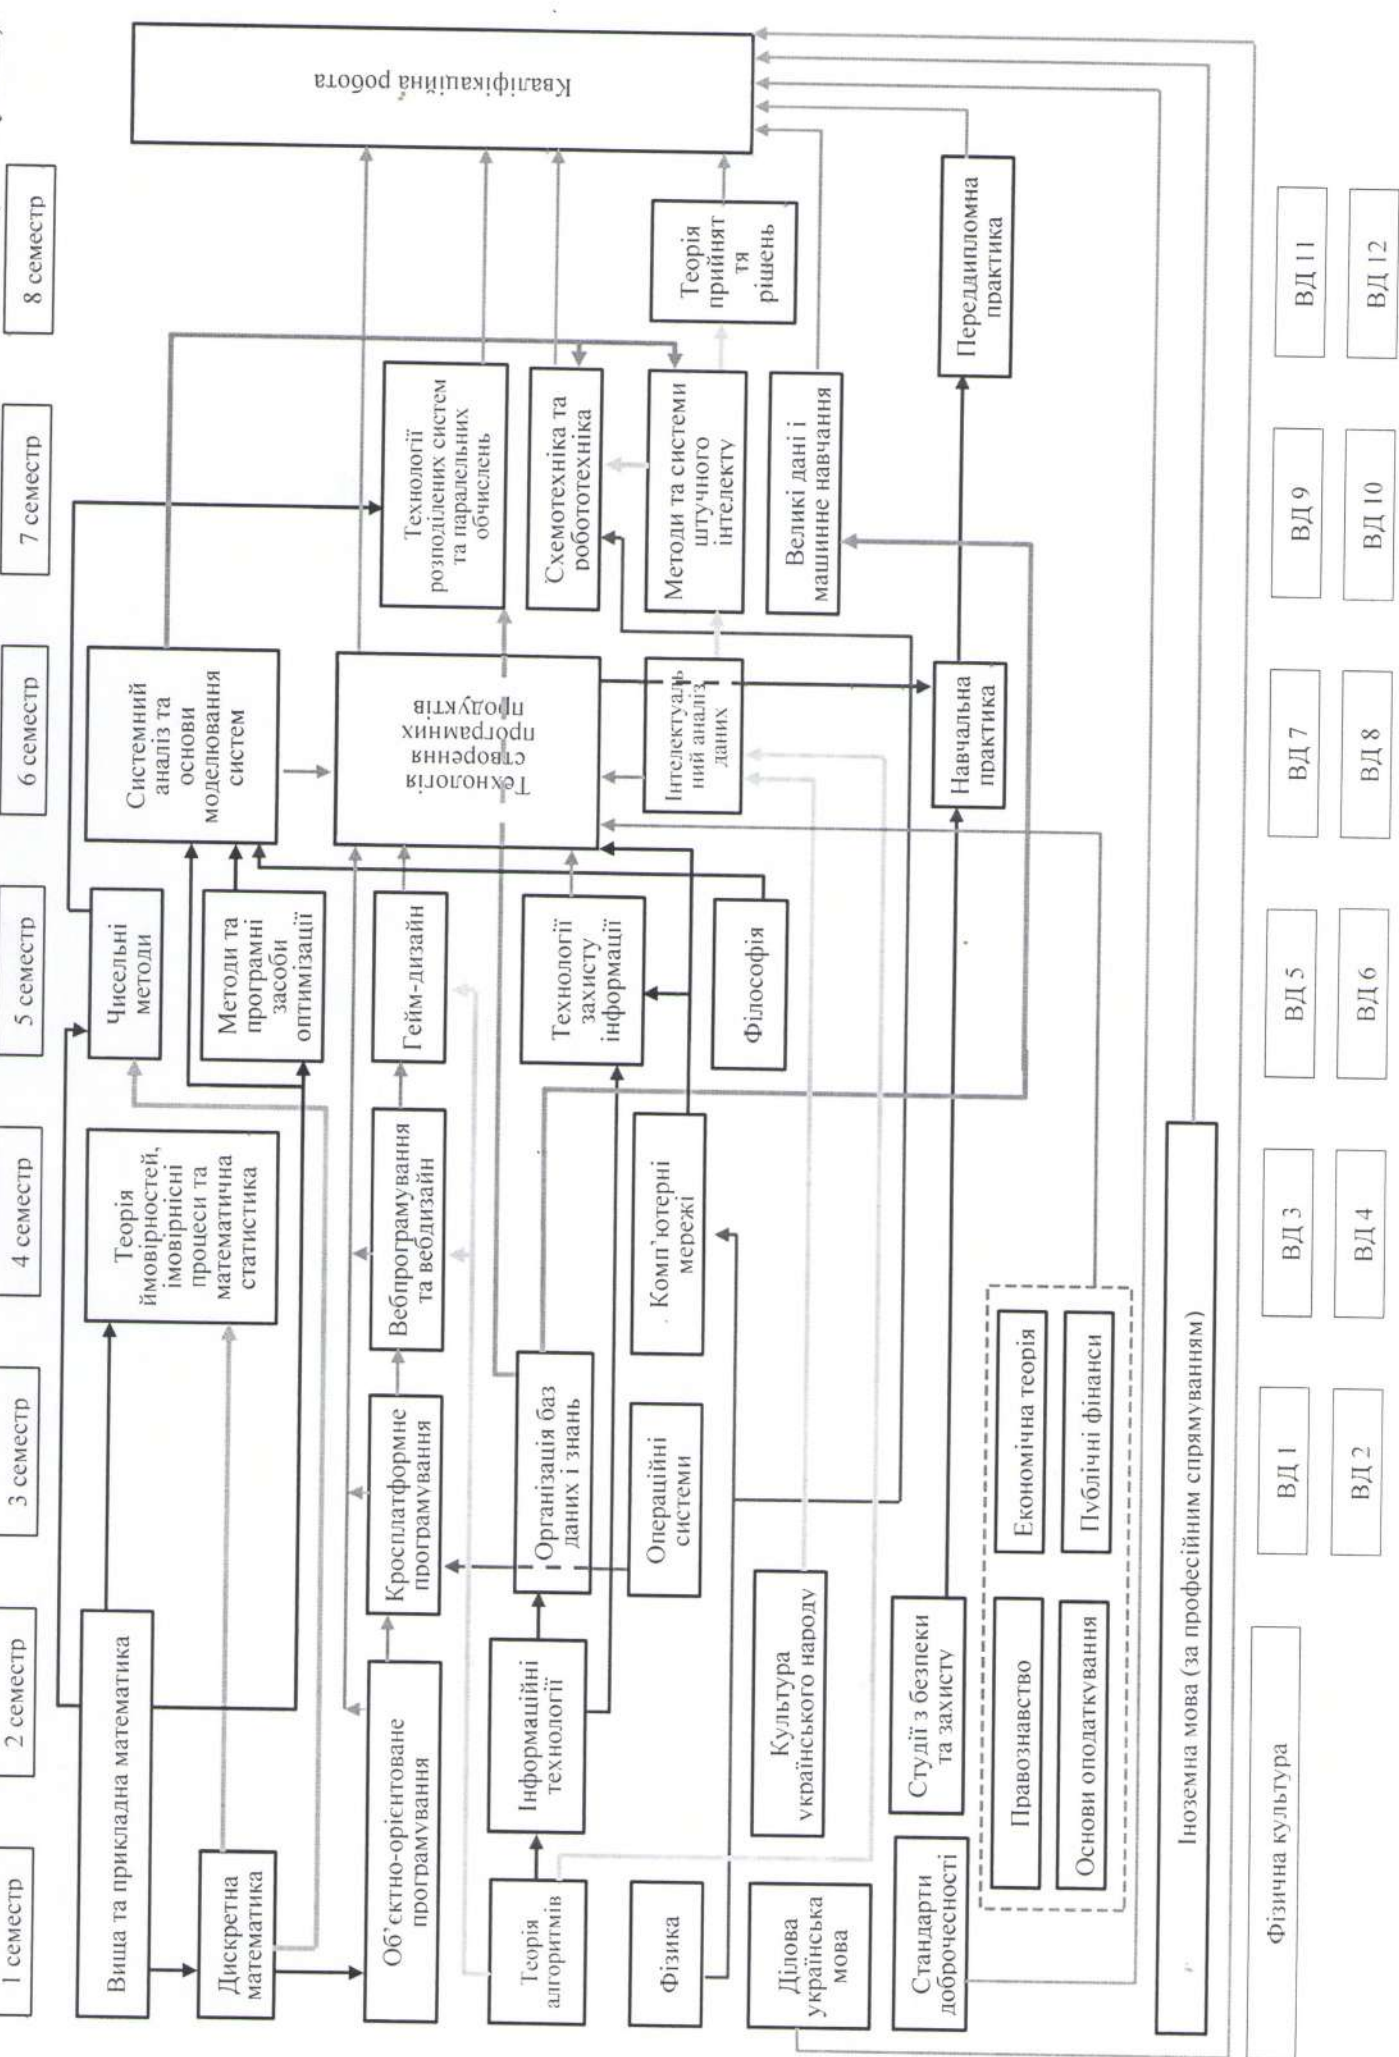 1 семестр
2 семестр
3 семестр
4 семестр
5 семестр
6 семестр
7 семестр
8 семестр
Вища та прикладна математика
Дискретна
математика
Теорія
ймовірностей,
імовірнісні
процеси та
математична
статистика
Чисельні
методи
Методи та
програмні
засоби
оптимізації
Системний
аналіз та
основи
моделювання
систем
Кваліфікаційна робота
Об’єктно-орієнтоване
програмування
Кросплатформне
програмування
Вебпрограмування
та вебдизайн
Гейм-дизайн
Технологія
створення
програмних
продуктів
Технології
розподілених систем
та паралельних
обчислень
Теорія
алгоритмів
Інформаційні
технології
Організація баз
даних і знань
Технології
захисту
інформації
Схемотехніка та
робототехніка
Фізика
Операційні
системи
Комп’ютерні
мережі
Інтелектуаль
ний аналіз
даних
Методи та системи
штучного
інтелекту
Теорія
прийнят
тя
рішень
Ділова
українська
мова
Культура
українського народу
Філософія
Великі дані і
машинне навчання
Стандарти
доброчесності
Студії з безпеки
та захисту
Навчальна
практика
Переддипломна
практика
Правознавство
Економічна теорія
Основи оподаткування
Публічні фінанси
Іноземна мова (за професійним спрямуванням)
Фізична культура
ВД 1
ВД 3
ВД 5
ВД 7
ВД 9
ВД 11
ВД 2
ВД 4
ВД 6
ВД 8
ВД 10
ВД 12